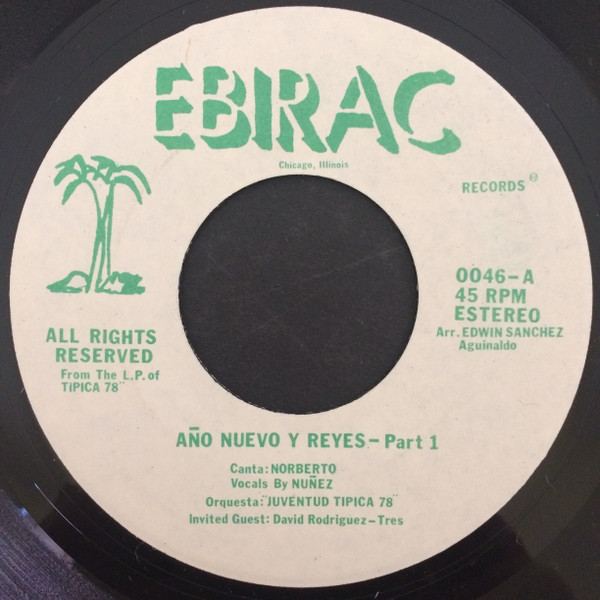 EBIRAC
Chicago, Illinois
RECORDS ℗
0046-A
45 RPM
ESTEREO
Arr. EDWIN SANCHEZ
Aguinaldo
ALL RIGHTS
RESERVED
From The L.P. of
TIPICA 78"
AÑO NUEVO Y REYES-Part 1
Canta: NORBERTO
Vocals By NUÑEZ
Orquesta: "JUVENTUD TIPICA 78"
Invited Guest: David Rodriguez-Tres